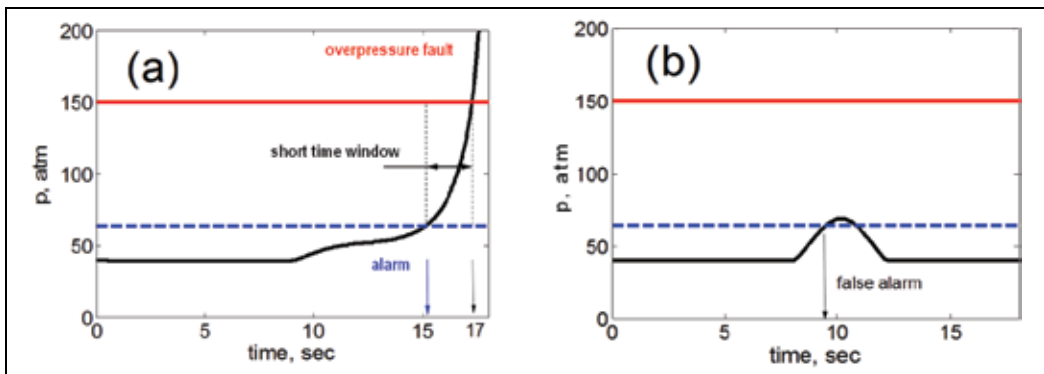 200
150
100
50
0
p, atm
(a)
overpressure fault
short time window
alarm
0 5 10 15 17
time, sec
200
150
100
50
0
p, atm
(b)
false alarm
0 5 10 15
time, sec